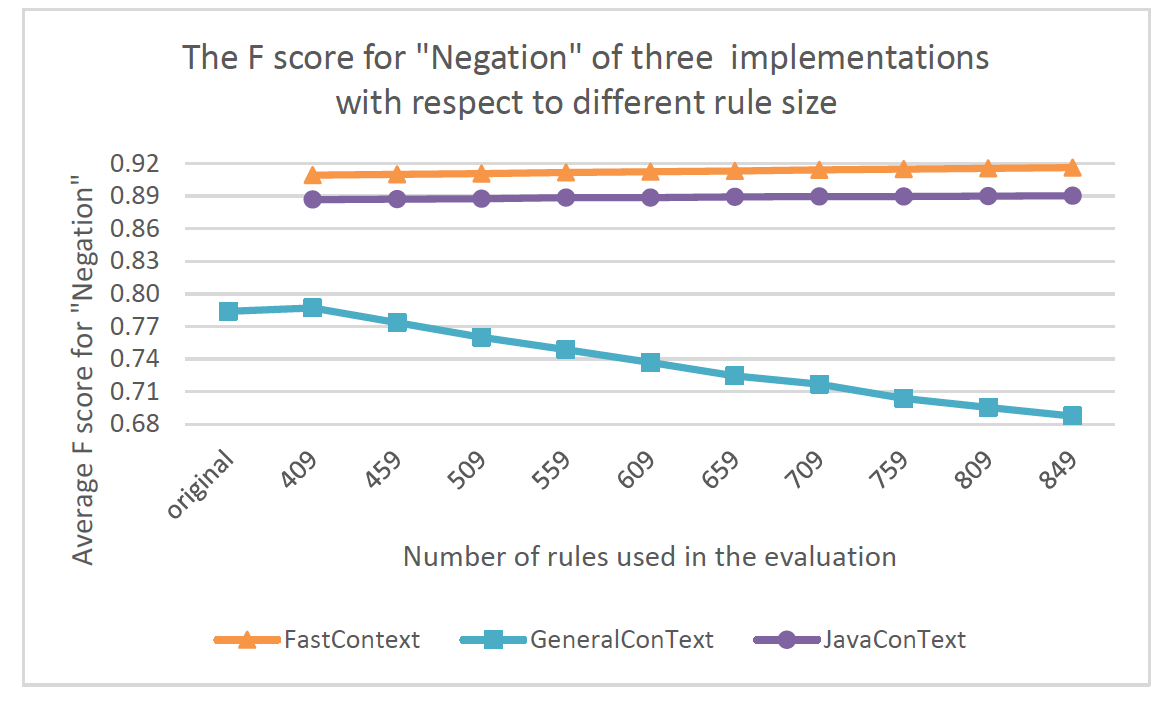 The F score for "Negation" of three implementations
with respect to different rule size
Average F score for "Negation"
0.92
0.89
0.86
0.83
0.80
0.77
0.74
0.71
0.68
original
409
459
509
559
609
659
709
759
809
849
Number of rules used in the evaluation
FastContext
GeneralConText
JavaConText